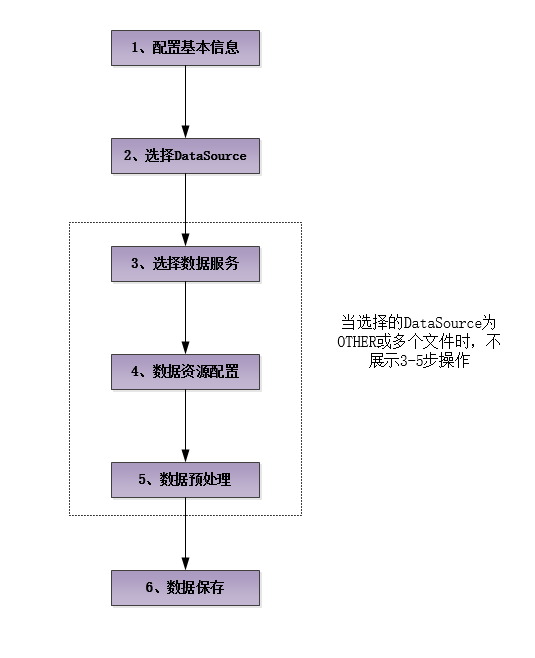 1、配置基本信息
2、选择DataSource
3、选择数据服务
4、数据资源配置
当选择的DataSource为
OTHER或多个文件时，不
展示3-5步操作
5、数据预处理
6、数据保存